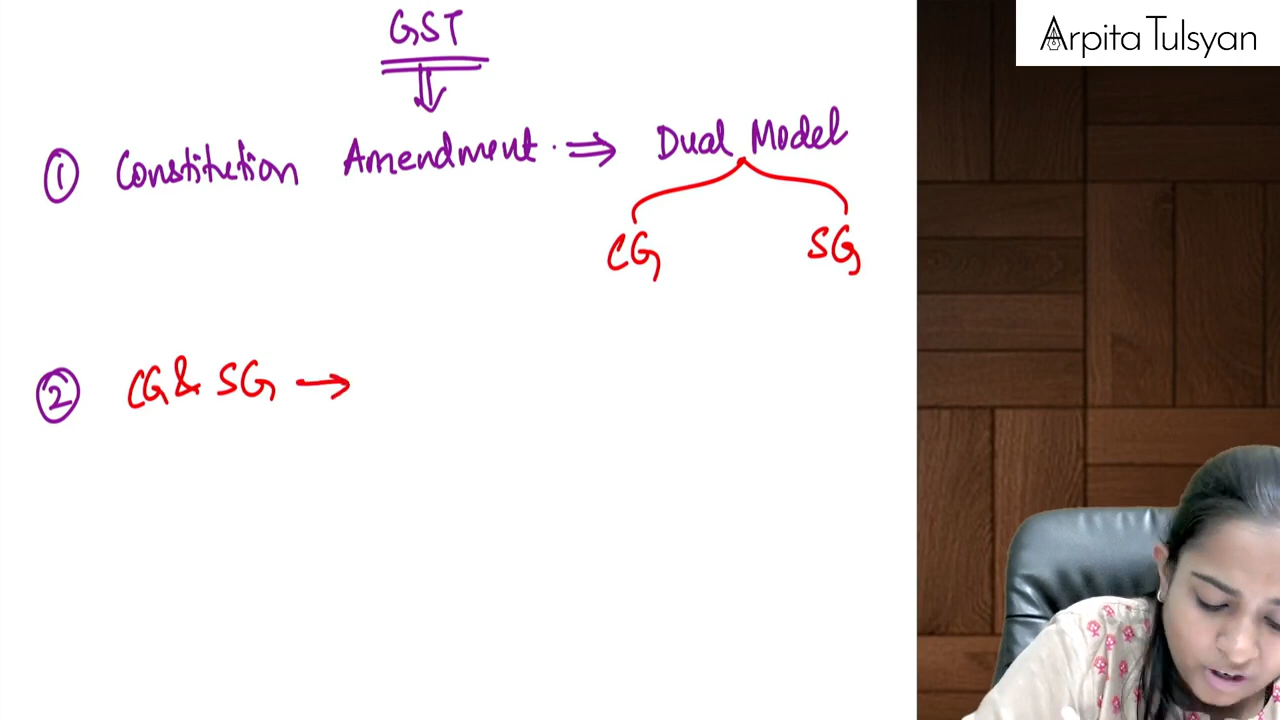 Arpita Tulsyan
GST
① Constitution Amendment. ⇒ Dual Model
CG SG
② CG & SG →